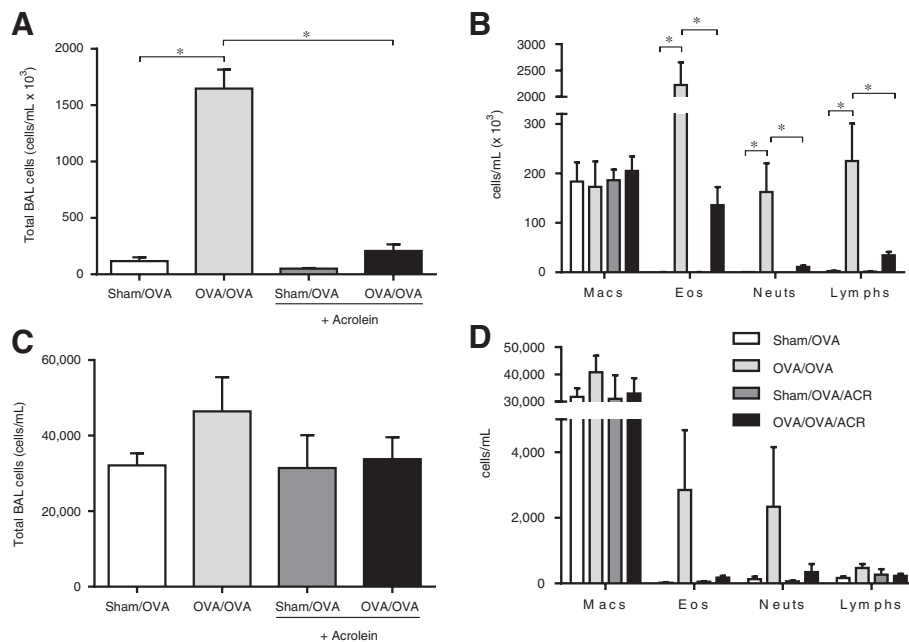 A
Total BAL cells (cells/mL x 10³)
2000
1500
1000
500
0
*
*
Sham/OVA OVA/OVA Sham/OVA OVA/OVA
+ Acrolein
B
cells/mL (x 10³)
3000
2500
2000
300
200
100
0
* *
* *
* *
Macs Eos Neuts Lymphs
C
Total BAL cells (cells/mL)
60,000
40,000
20,000
0
Sham/OVA OVA/OVA Sham/OVA OVA/OVA
+ Acrolein
D
cells/mL
50,000
40,000
30,000
4,000
2,000
0
Sham/OVA
OVA/OVA
Sham/OVA/ACR
OVA/OVA/ACR
Macs Eos Neuts Lymphs